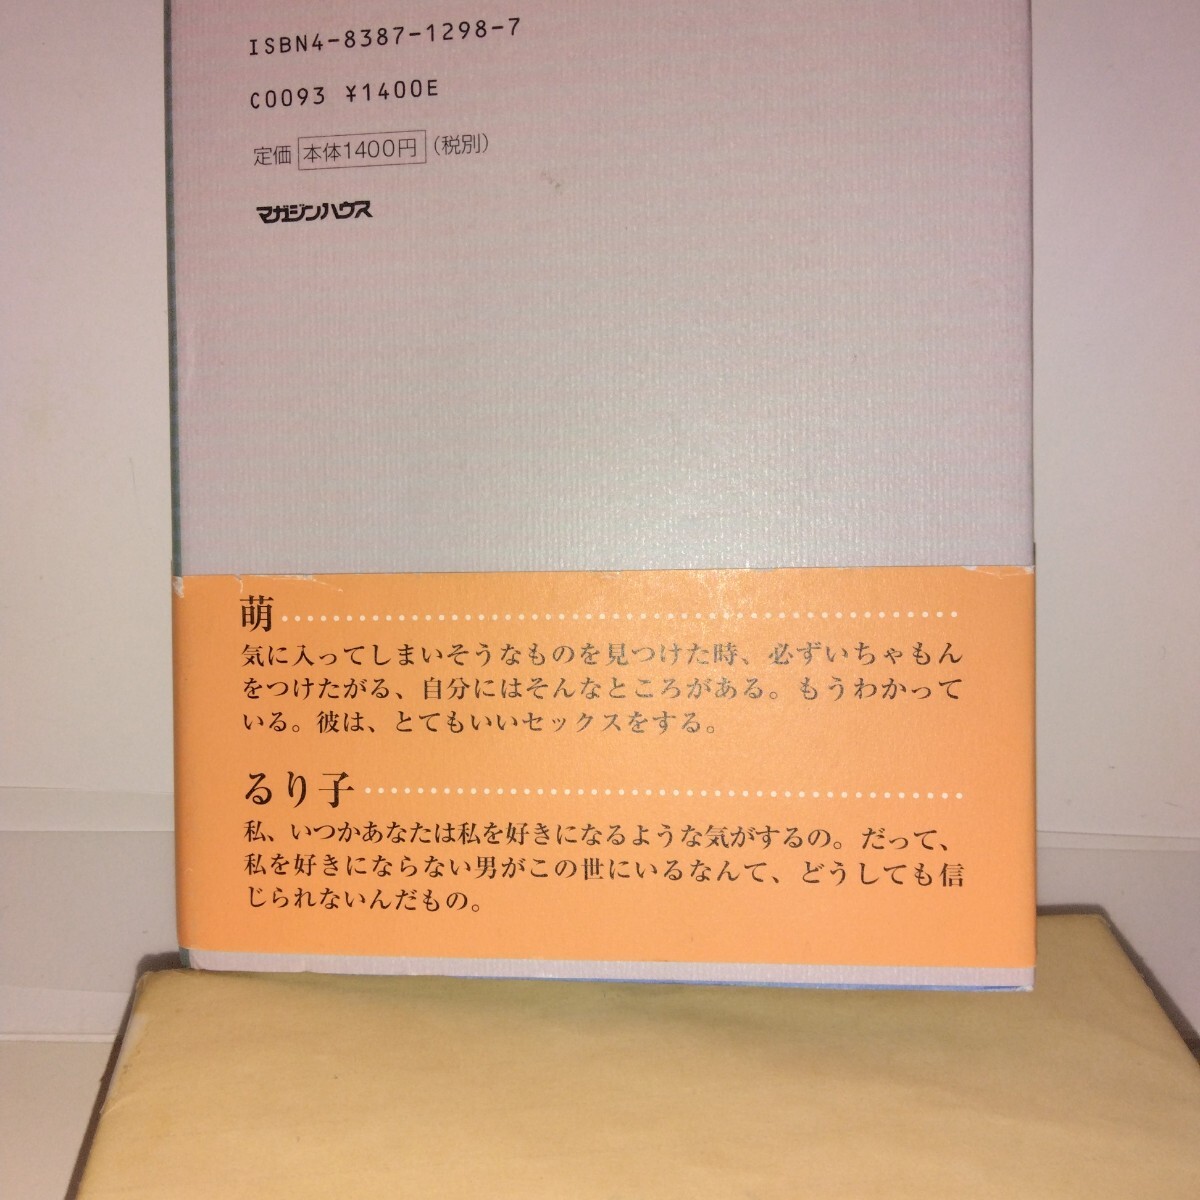 ISBN4-8387-1298-7
C0093 ¥1400E
定価 本体1400円 (税別)
マガジンハウス
萌
気に入ってしまいそうなものを見つけた時、必ずいちゃもん
をつけたがる、自分にはそんなところがある。もうわかって
いる。彼は、とてもいいセックスをする。
るり子
私、いつかあなたは私を好きになるような気がするの。だって、
私を好きにならない男がこの世にいるなんて、どうしても信
じられないんだもの。